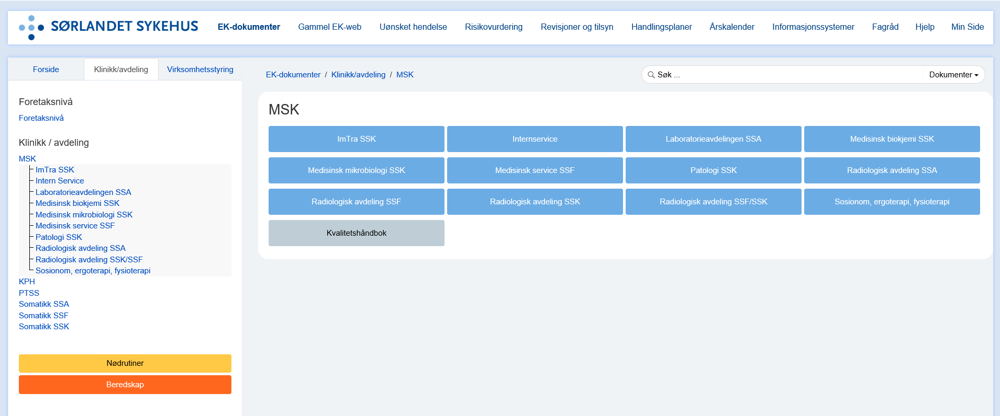 SØRLANDET SYKEHUS
EK-dokumenter Gammel EK-web Uønsket hendelse Risikovurdering Revisjoner og tilsyn Handlingsplaner Årskalender Informasjonssystemer Fagråd Hjelp Min Side
Forside Klinikk/avdeling Virksomhetsstyring
Foretaksnivå
Foretaksnivå
Klinikk / avdeling
MSK
ImTra SSK
Intern Service
Laboratorieavdelingen SSA
Medisinsk biokjemi SSK
Medisinsk mikrobiologi SSK
Medisinsk service SSF
Patologi SSK
Radiologisk avdeling SSA
Radiologisk avdeling SSK/SSF
Sosionom, ergoterapi, fysioterapi
KPH
PTSS
Somatikk SSA
Somatikk SSF
Somatikk SSK
Nødrutiner
Beredskap
EK-dokumenter / Klinikk/avdeling / MSK
Søk ... Dokumenter
MSK
ImTra SSK Internservice Laboratorieavdelingen SSA Medisinsk biokjemi SSK
Medisinsk mikrobiologi SSK Medisinsk service SSF Patologi SSK Radiologisk avdeling SSA
Radiologisk avdeling SSF Radiologisk avdeling SSK Radiologisk avdeling SSF/SSK Sosionom, ergoterapi, fysioterapi
Kvalitetshåndbok